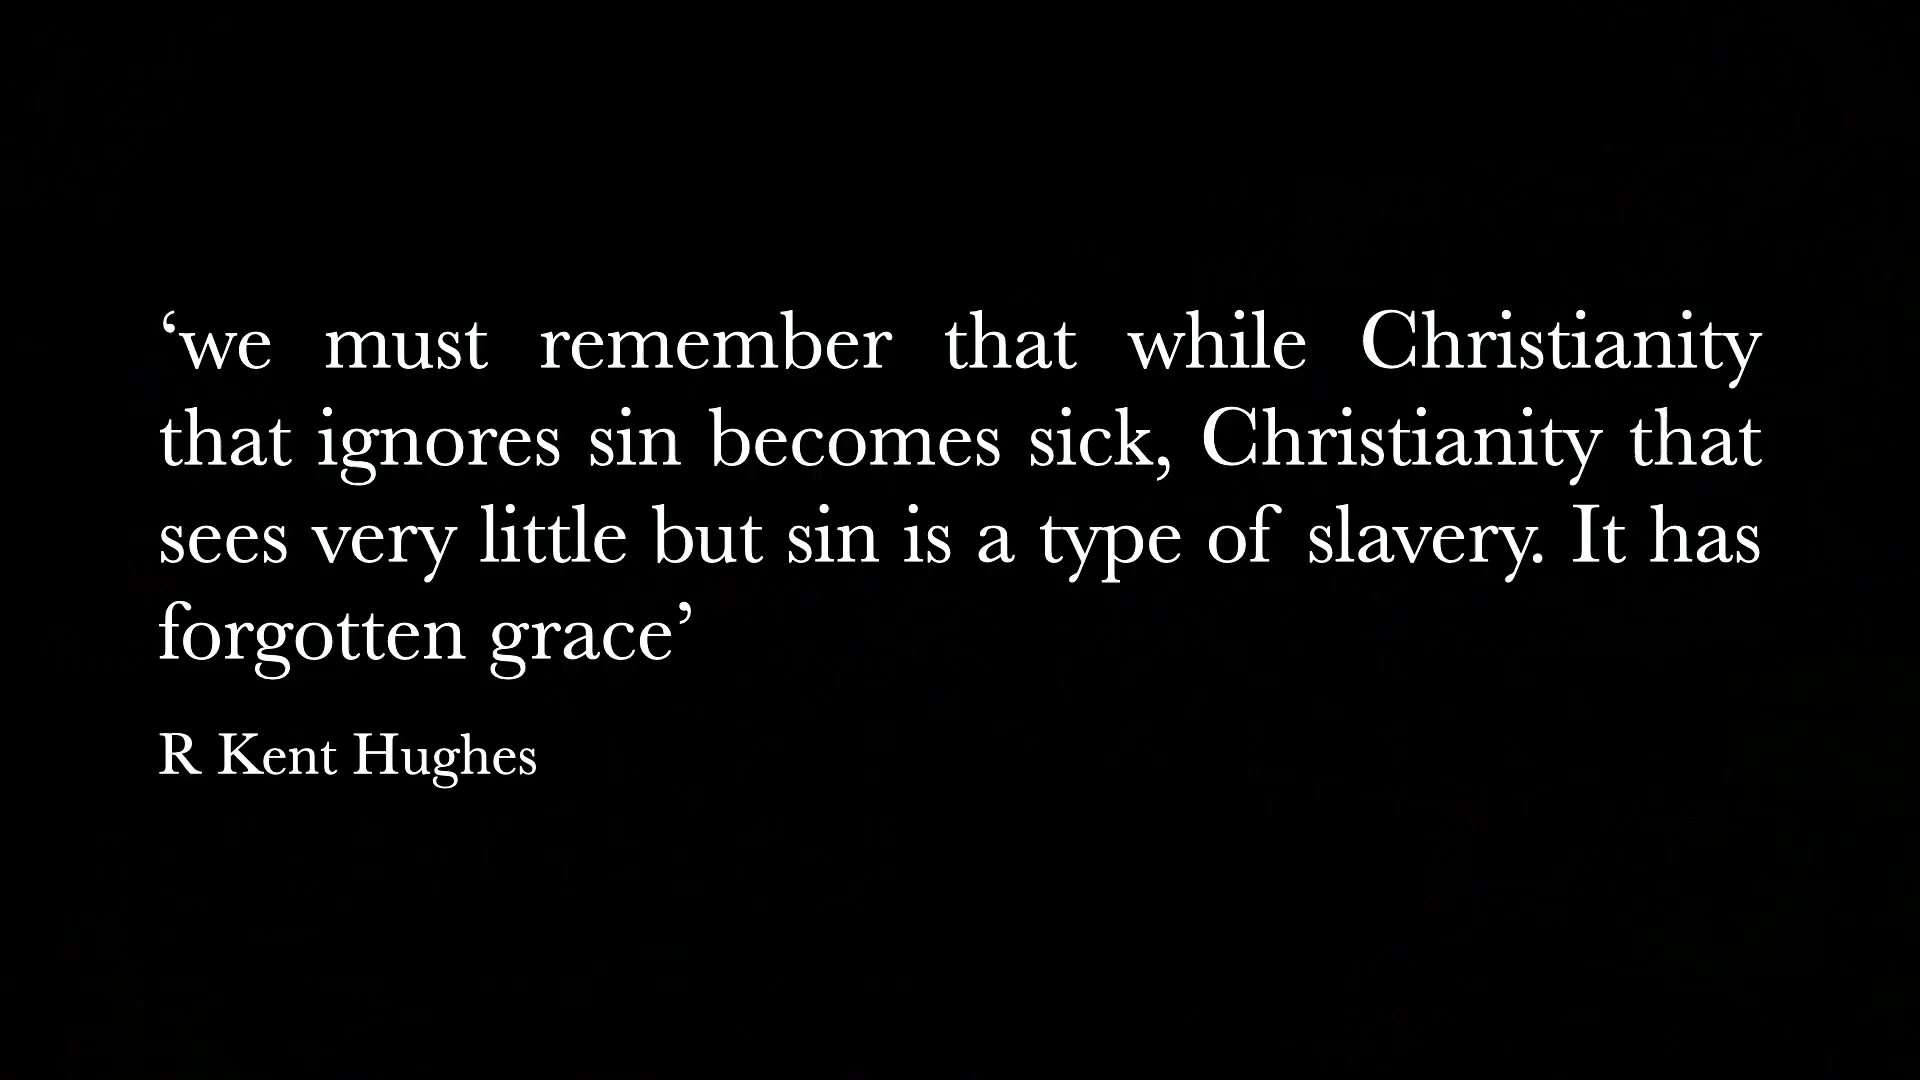 ‘we must remember that while Christianity
that ignores sin becomes sick, Christianity that
sees very little but sin is a type of slavery. It has
forgotten grace’
R Kent Hughes